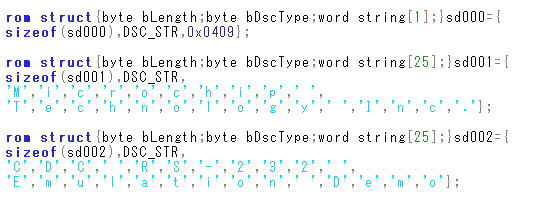 rom struct{byte bLength;byte bDscType;word string[1];}sd000={
sizeof(sd000),DSC_STR,0x0409};
rom struct{byte bLength;byte bDscType;word string[25];}sd001={
sizeof(sd001),DSC_STR,
'M','i','c','r','o','c','h','i','p',' ',
'T','e','c','h','n','o','l','o','g','y',' ','I','n','c','.'};
rom struct{byte bLength;byte bDscType;word string[25];}sd002={
sizeof(sd002),DSC_STR,
'C','D','C',' ','R','S','-','2','3','2',' ',
'E','m','u','l','a','t','i','o','n',' ','D','e','m','o'};